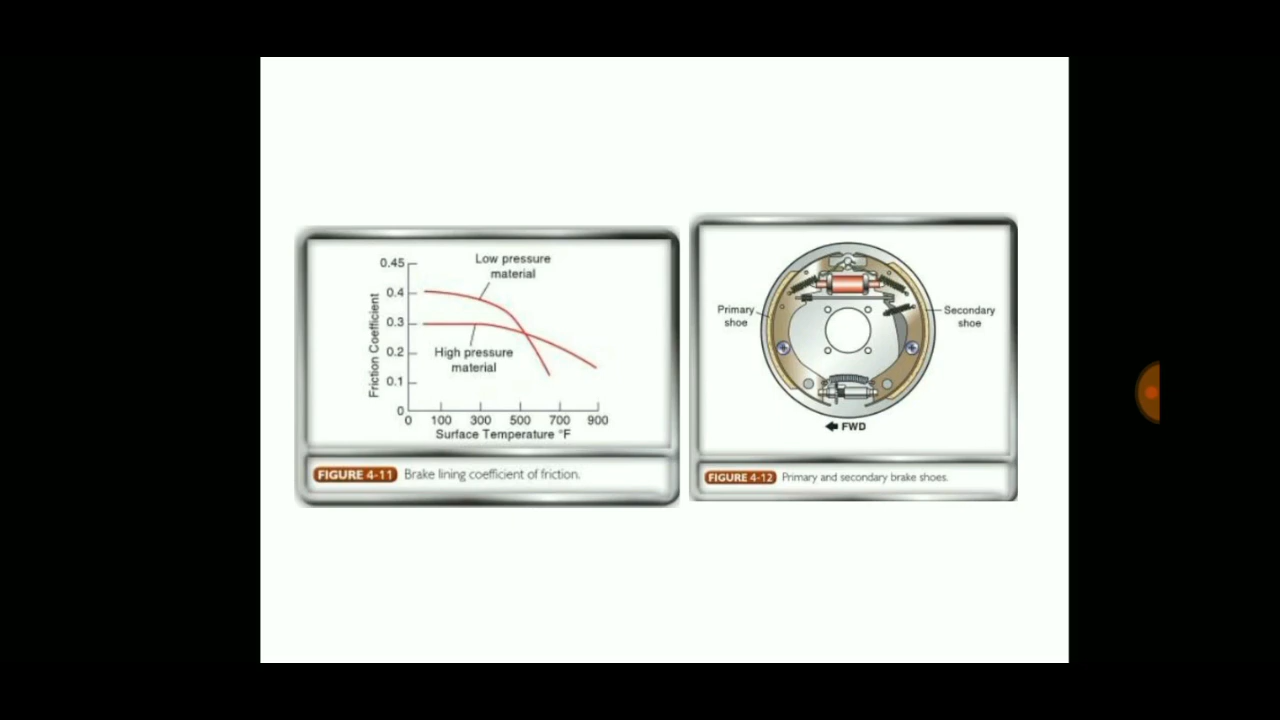 0.45
0.4
0.3
0.2
0.1
0
Friction Coefficient
Low pressure
material
High pressure
material
0 100 300 500 700 900
Surface Temperature °F
FIGURE 4-11 Brake lining coefficient of friction.
Primary
shoe
Secondary
shoe
FWD
FIGURE 4-12 Primary and secondary brake shoes.